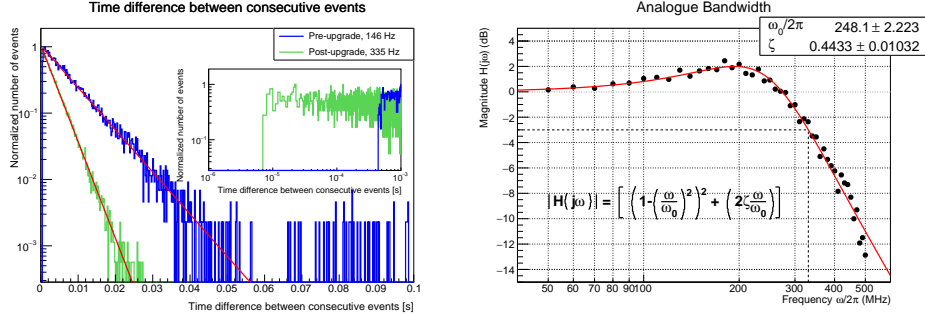 Time difference between consecutive events
Normalized number of events
1
10⁻¹
10⁻²
10⁻³
Pre-upgrade, 146 Hz
Post-upgrade, 335 Hz
Normalized number of events
1
10⁻¹
10⁻⁶ 10⁻⁵ 10⁻⁴ 10⁻³
Time difference between consecutive events [s]
0 0.01 0.02 0.03 0.04 0.05 0.06 0.07 0.08 0.09 0.1
Time difference between consecutive events [s]
Analogue Bandwidth
ω₀/2π 248.1 ± 2.223
ζ 0.4433 ± 0.01032
Magnitude H(jω) (dB)
4
2
0
−2
−4
−6
−8
−10
−12
−14
|H(jω)| = [(1-(ω/ω₀)²)² + (2ζω/ω₀)]
40 50 60 70 80 90 100 200 300 400 500
Frequency ω/2π (MHz)